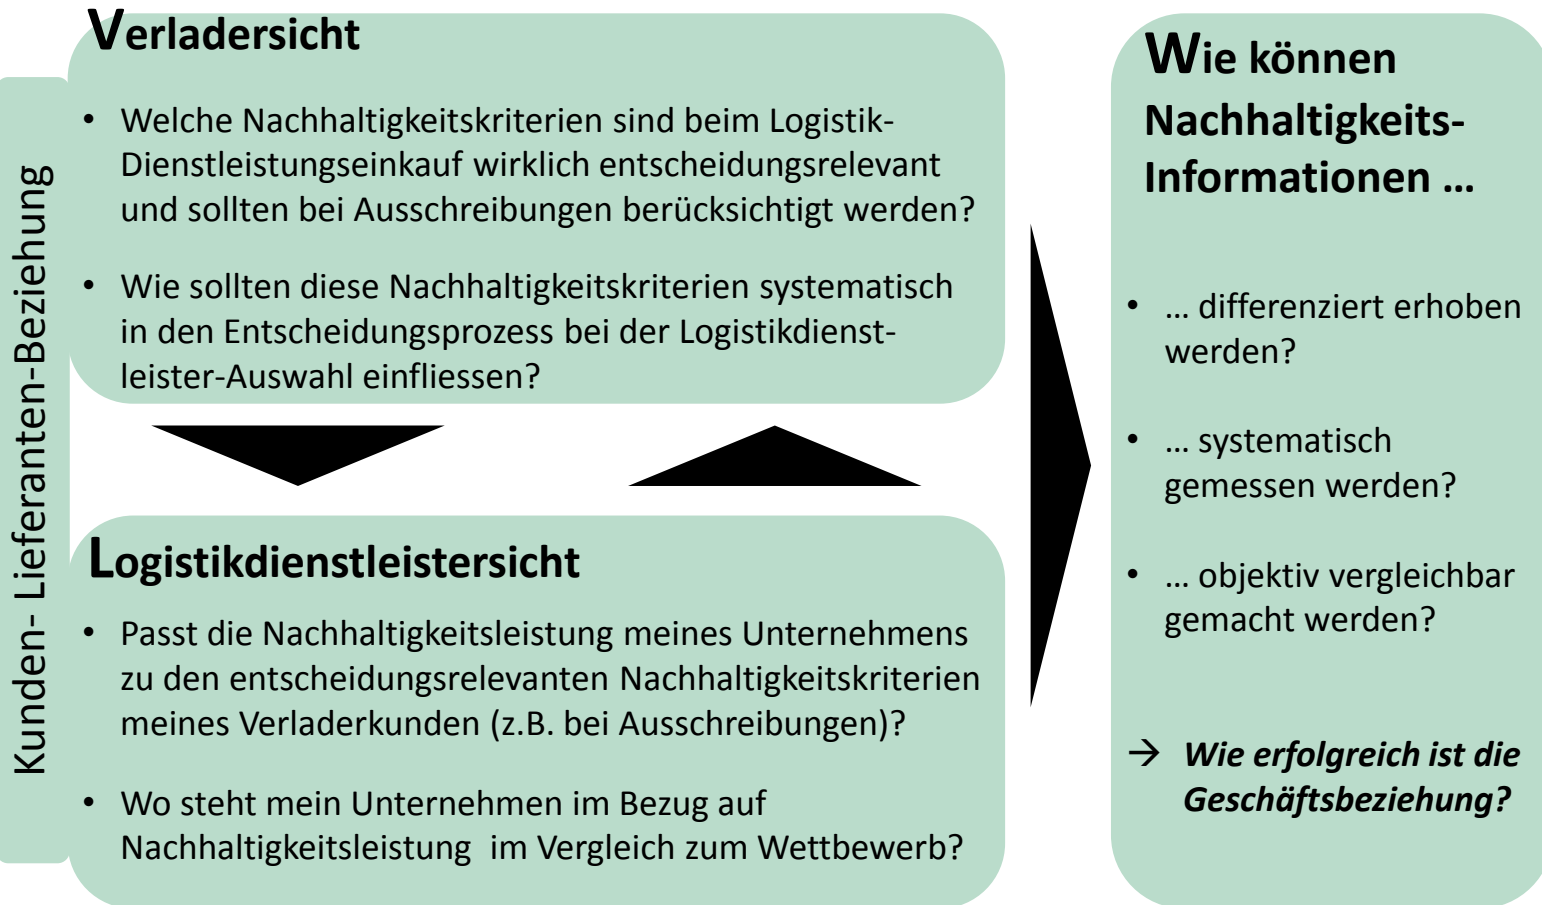 Kunden- Lieferanten-Beziehung
Verladersicht
• Welche Nachhaltigkeitskriterien sind beim Logistik-
Dienstleistungseinkauf wirklich entscheidungsrelevant
und sollten bei Ausschreibungen berücksichtigt werden?
• Wie sollten diese Nachhaltigkeitskriterien systematisch
in den Entscheidungsprozess bei der Logistikdienst-
leister-Auswahl einfliessen?
Logistikdienstleistersicht
• Passt die Nachhaltigkeitsleistung meines Unternehmens
zu den entscheidungsrelevanten Nachhaltigkeitskriterien
meines Verladerkunden (z.B. bei Ausschreibungen)?
• Wo steht mein Unternehmen im Bezug auf
Nachhaltigkeitsleistung im Vergleich zum Wettbewerb?
Wie können
Nachhaltigkeits-
Informationen ...
• ... differenziert erhoben
werden?
• ... systematisch
gemessen werden?
• ... objektiv vergleichbar
gemacht werden?
→ Wie erfolgreich ist die
Geschäftsbeziehung?